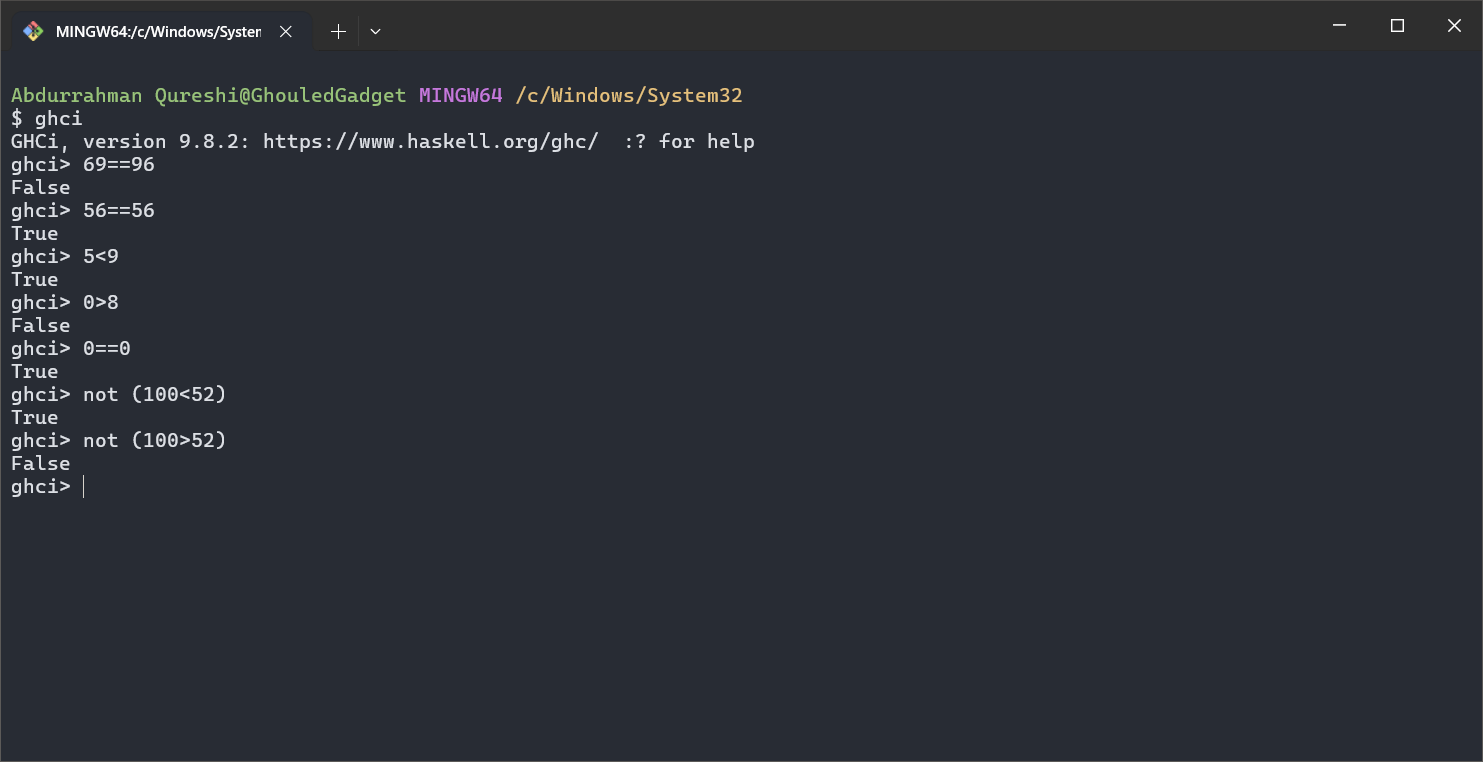 MINGW64:/c/Windows/System
Abdurrahman Qureshi@GhouledGadget MINGW64 /c/Windows/System32
$ ghci
GHCi, version 9.8.2: https://www.haskell.org/ghc/  :? for help
ghci> 69==96
False
ghci> 56==56
True
ghci> 5<9
True
ghci> 0>8
False
ghci> 0==0
True
ghci> not (100<52)
True
ghci> not (100>52)
False
ghci>